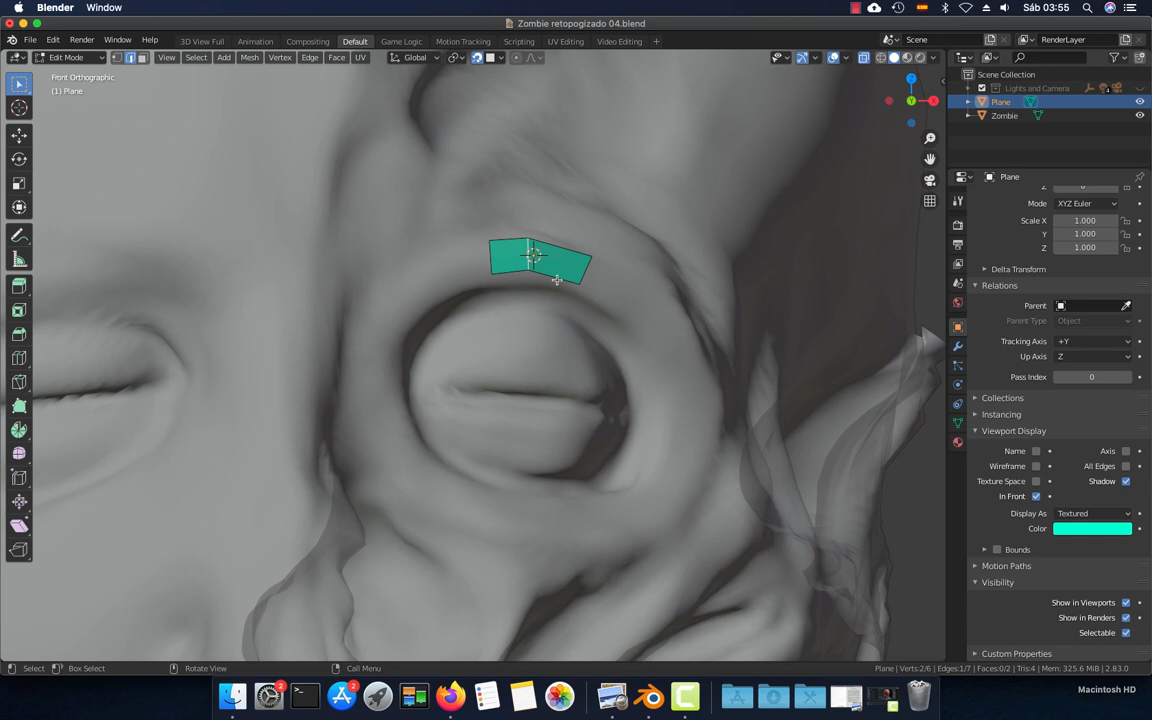 Blender File Edit Window Sáb 03:55
Zombie retopogizado 04.blend
File Edit Render Window Help 3D View Full Animation Compositing Default Game Logic Motion Tracking Scripting UV Editing Video Editing + Scene RenderLayer
Edit Mode View Select Add Mesh Vertex Edge Face UV Global
Front Orthographic
(1) Plane
Z
Y
X
Scene Collection
Lights and Camera 4
Plane
Zombie
Plane
Z 0
Mode XYZ Euler
Scale X 1.000
Y 1.000
Z 1.000
Delta Transform
Relations
Parent
Parent Type Object
Tracking Axis +Y
Up Axis Z
Pass Index 0
Collections
Instancing
Viewport Display
Name Axis
Wireframe All Edges
Texture Space Shadow
In Front
Display As Textured
Color
Bounds
Motion Paths
Visibility
Show in Viewports
Show in Renders
Selectable
Custom Properties
Select Box Select Rotate View Call Menu Plane | Verts:2/6 | Edges:1/7 | Faces:0/2 | Tris:4 | Mem: 325.6 MiB | 2.83.0
2 2
Macintosh HD